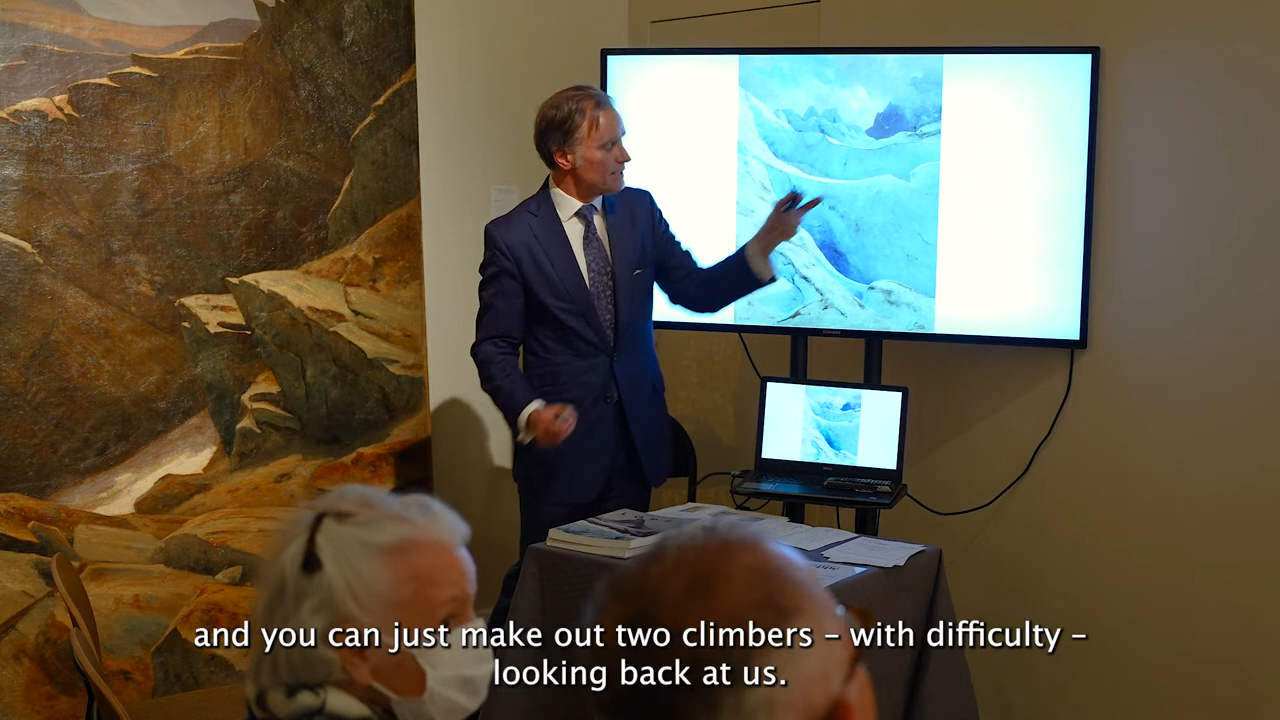 and you can just make out two climbers – with difficulty –
looking back at us.